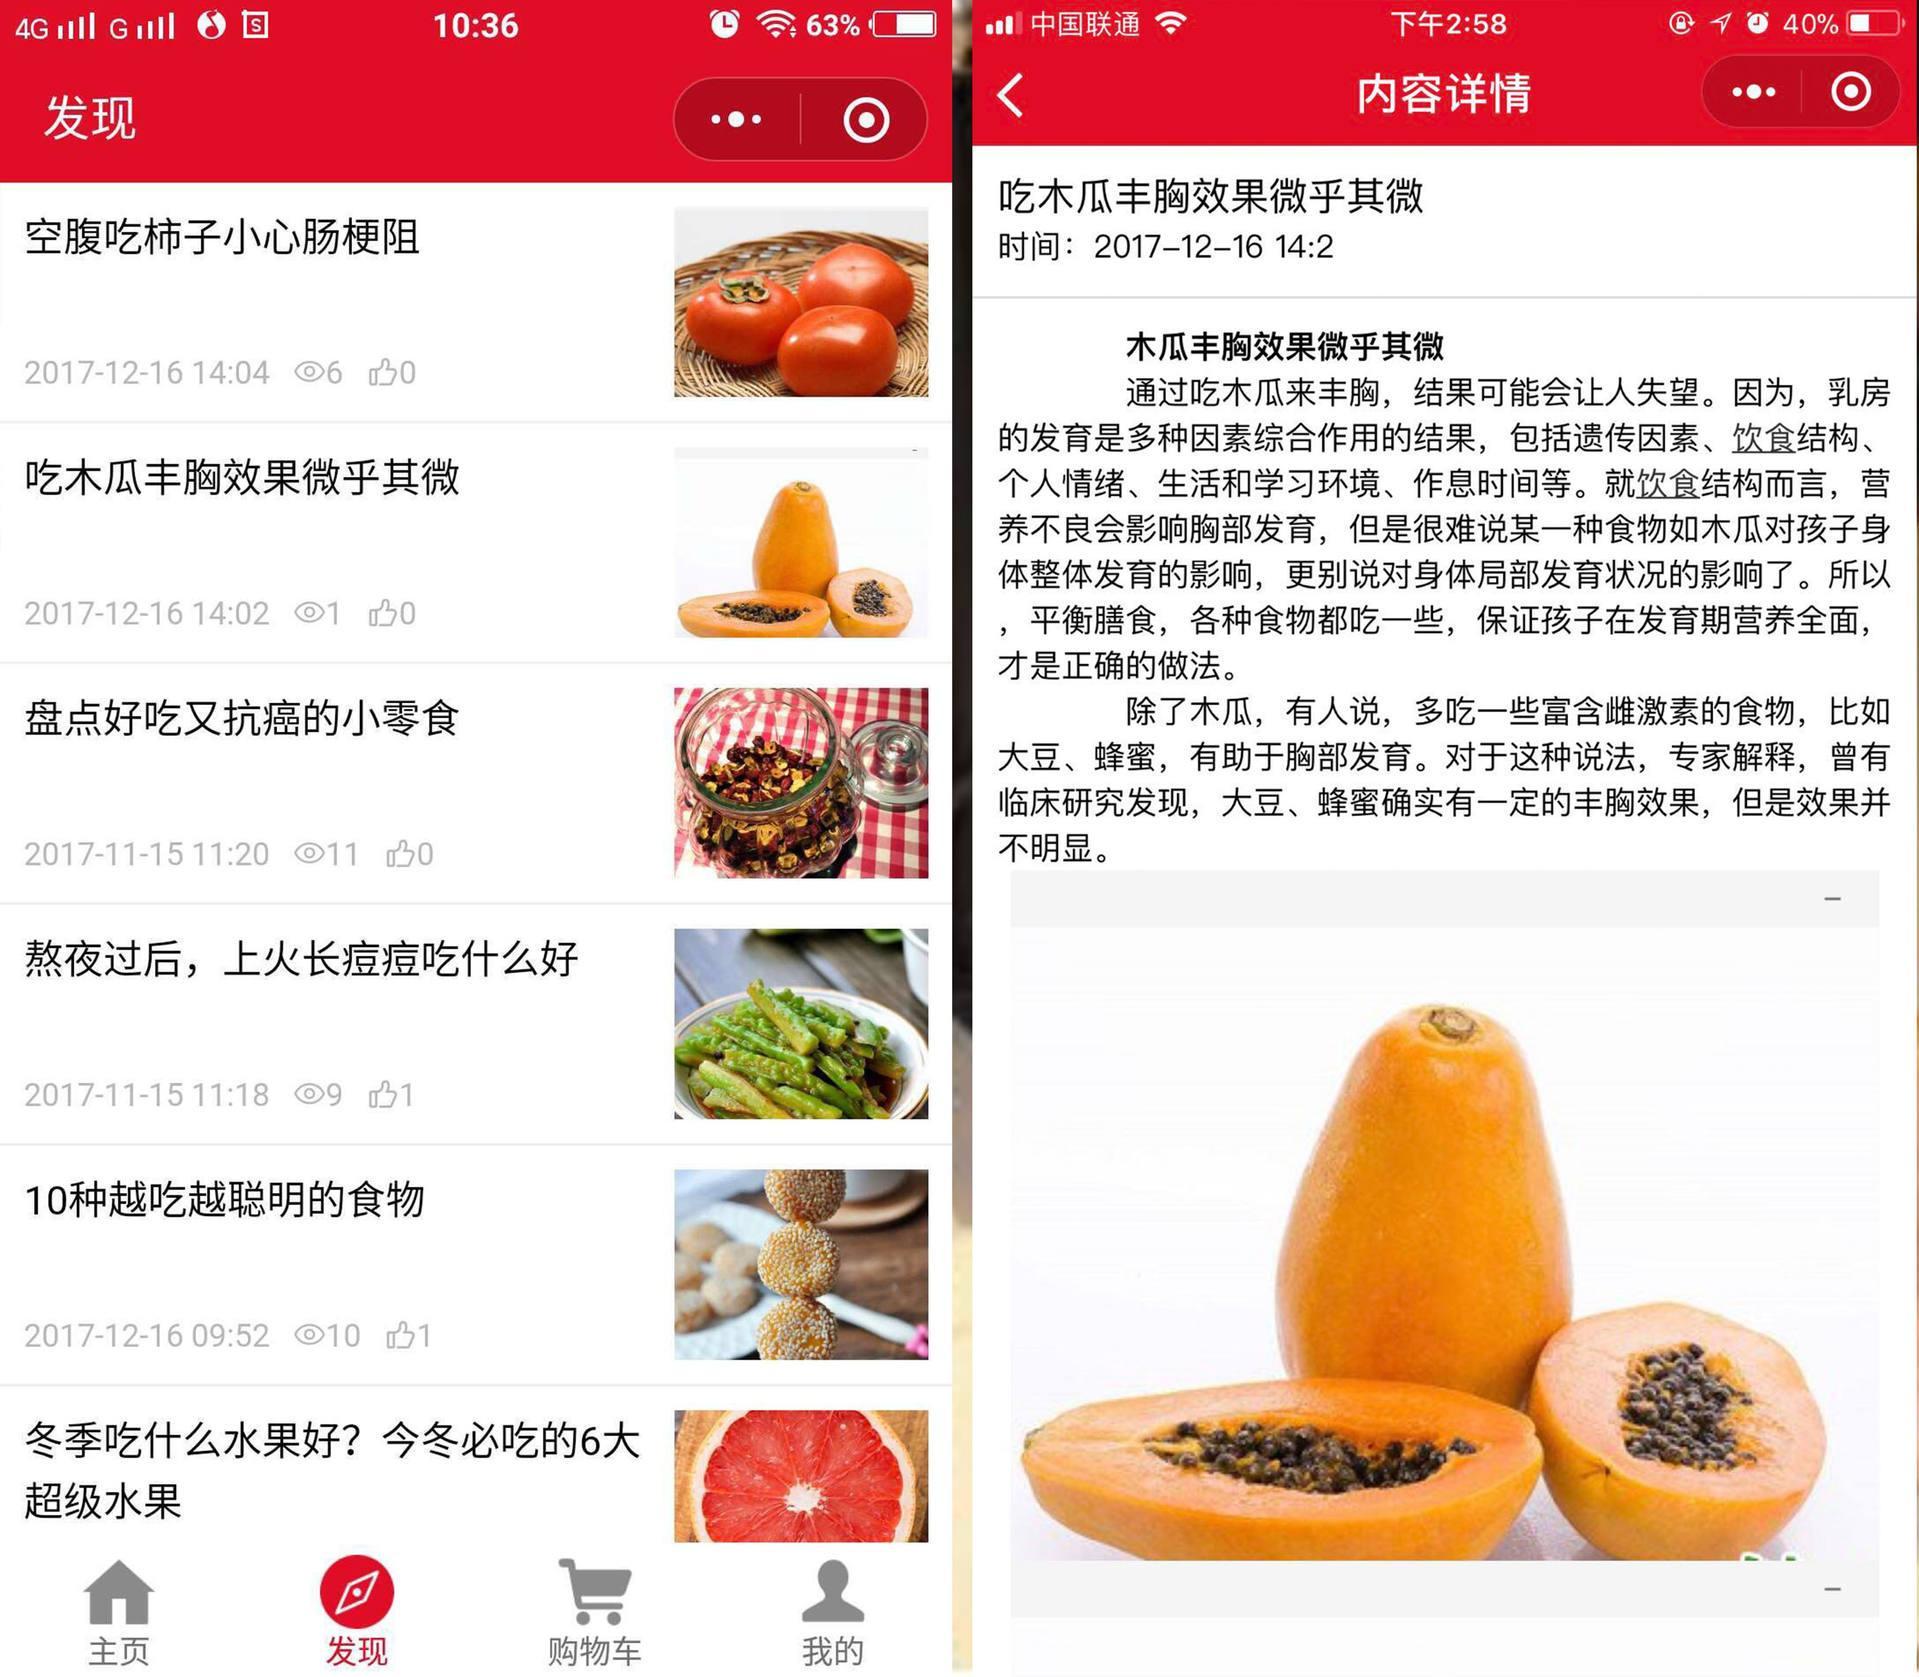 4G G 10:36 63%
发现
空腹吃柿子小心肠梗阻
2017-12-16 14:04 6 0
吃木瓜丰胸效果微乎其微
2017-12-16 14:02 1 0
盘点好吃又抗癌的小零食
2017-11-15 11:20 11 0
熬夜过后，上火长痘痘吃什么好
2017-11-15 11:18 9 1
10种越吃越聪明的食物
2017-12-16 09:52 10 1
冬季吃什么水果好？今冬必吃的6大
超级水果
主页 发现 购物车 我的
中国联通 下午2:58 40%
内容详情
吃木瓜丰胸效果微乎其微
时间：2017-12-16 14:2
木瓜丰胸效果微乎其微
通过吃木瓜来丰胸，结果可能会让人失望。因为，乳房
的发育是多种因素综合作用的结果，包括遗传因素、饮食结构、
个人情绪、生活和学习环境、作息时间等。就饮食结构而言，营
养不良会影响胸部发育，但是很难说某一种食物如木瓜对孩子身
体整体发育的影响，更别说对身体局部发育状况的影响了。所以
，平衡膳食，各种食物都吃一些，保证孩子在发育期营养全面，
才是正确的做法。
除了木瓜，有人说，多吃一些富含雌激素的食物，比如
大豆、蜂蜜，有助于胸部发育。对于这种说法，专家解释，曾有
临床研究发现，大豆、蜂蜜确实有一定的丰胸效果，但是效果并
不明显。